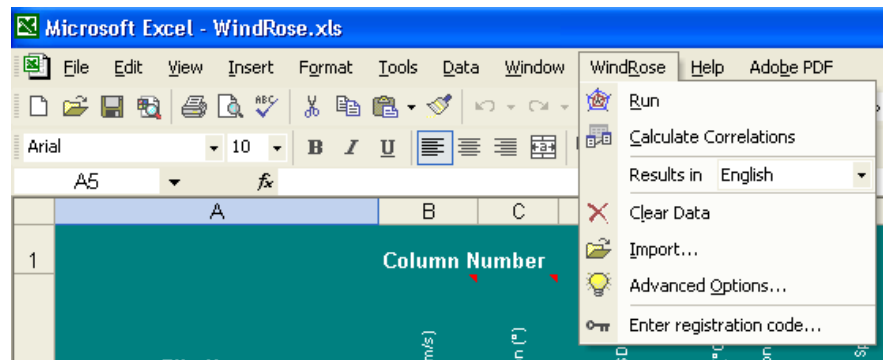 Microsoft Excel - WindRose.xls
File Edit View Insert Format Tools Data Window WindRose Help Adobe PDF
Run
Arial 10 B I U
Calculate Correlations
A5 fx
Results in English
A B C
Clear Data
1 Column Number
Import...
Advanced Options...
Enter registration code...